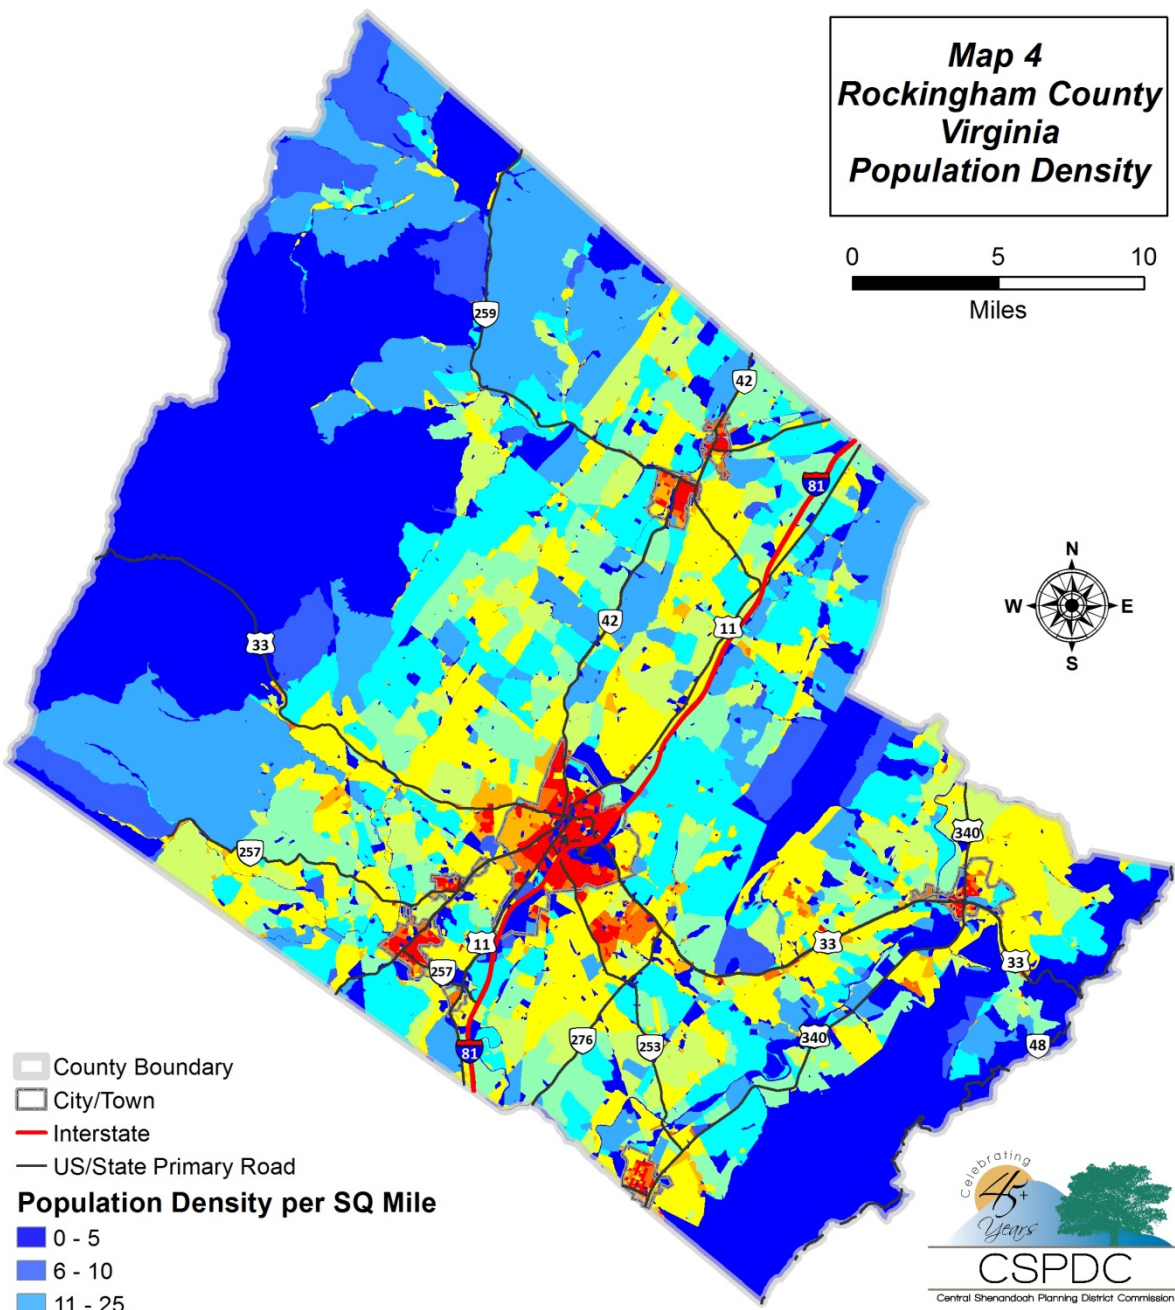 Map 4
Rockingham County
Virginia
Population Density
0 5 10
Miles
259
42
81
N
W E
S
42
11
33
340
257
11
33
257
33
276
253
340
48
81
County Boundary
City/Town
Interstate
US/State Primary Road
Population Density per SQ Mile
0 - 5
6 - 10
11 - 25
Celebrating
45+
Years
CSPDC
Central Shenandoah Planning District Commission